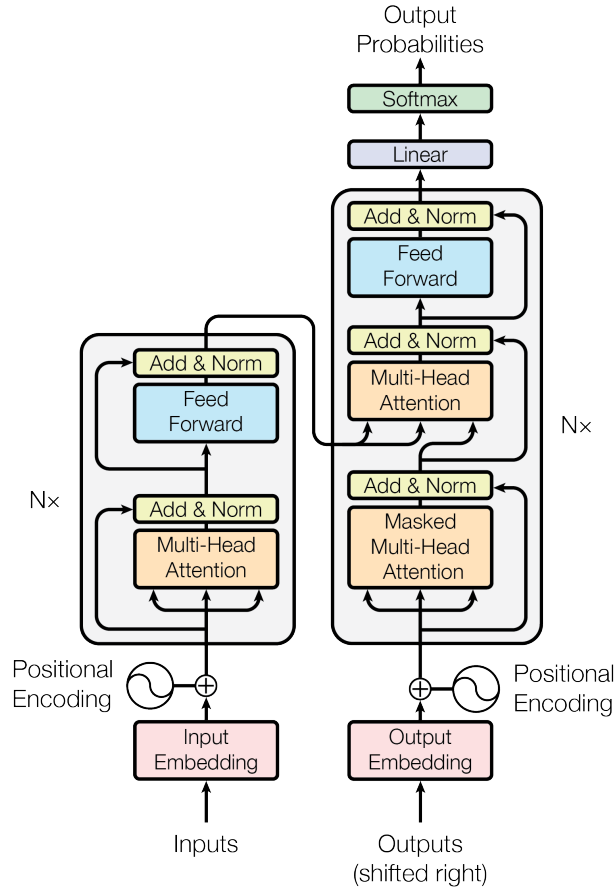 Output
Probabilities
Softmax
Linear
Add & Norm
Feed
Forward
Add & Norm
Multi-Head
Attention
Add & Norm
Masked
Multi-Head
Attention
N×
Add & Norm
Feed
Forward
Add & Norm
Multi-Head
Attention
N×
Positional
Encoding
Positional
Encoding
Input
Embedding
Output
Embedding
Inputs
Outputs
(shifted right)